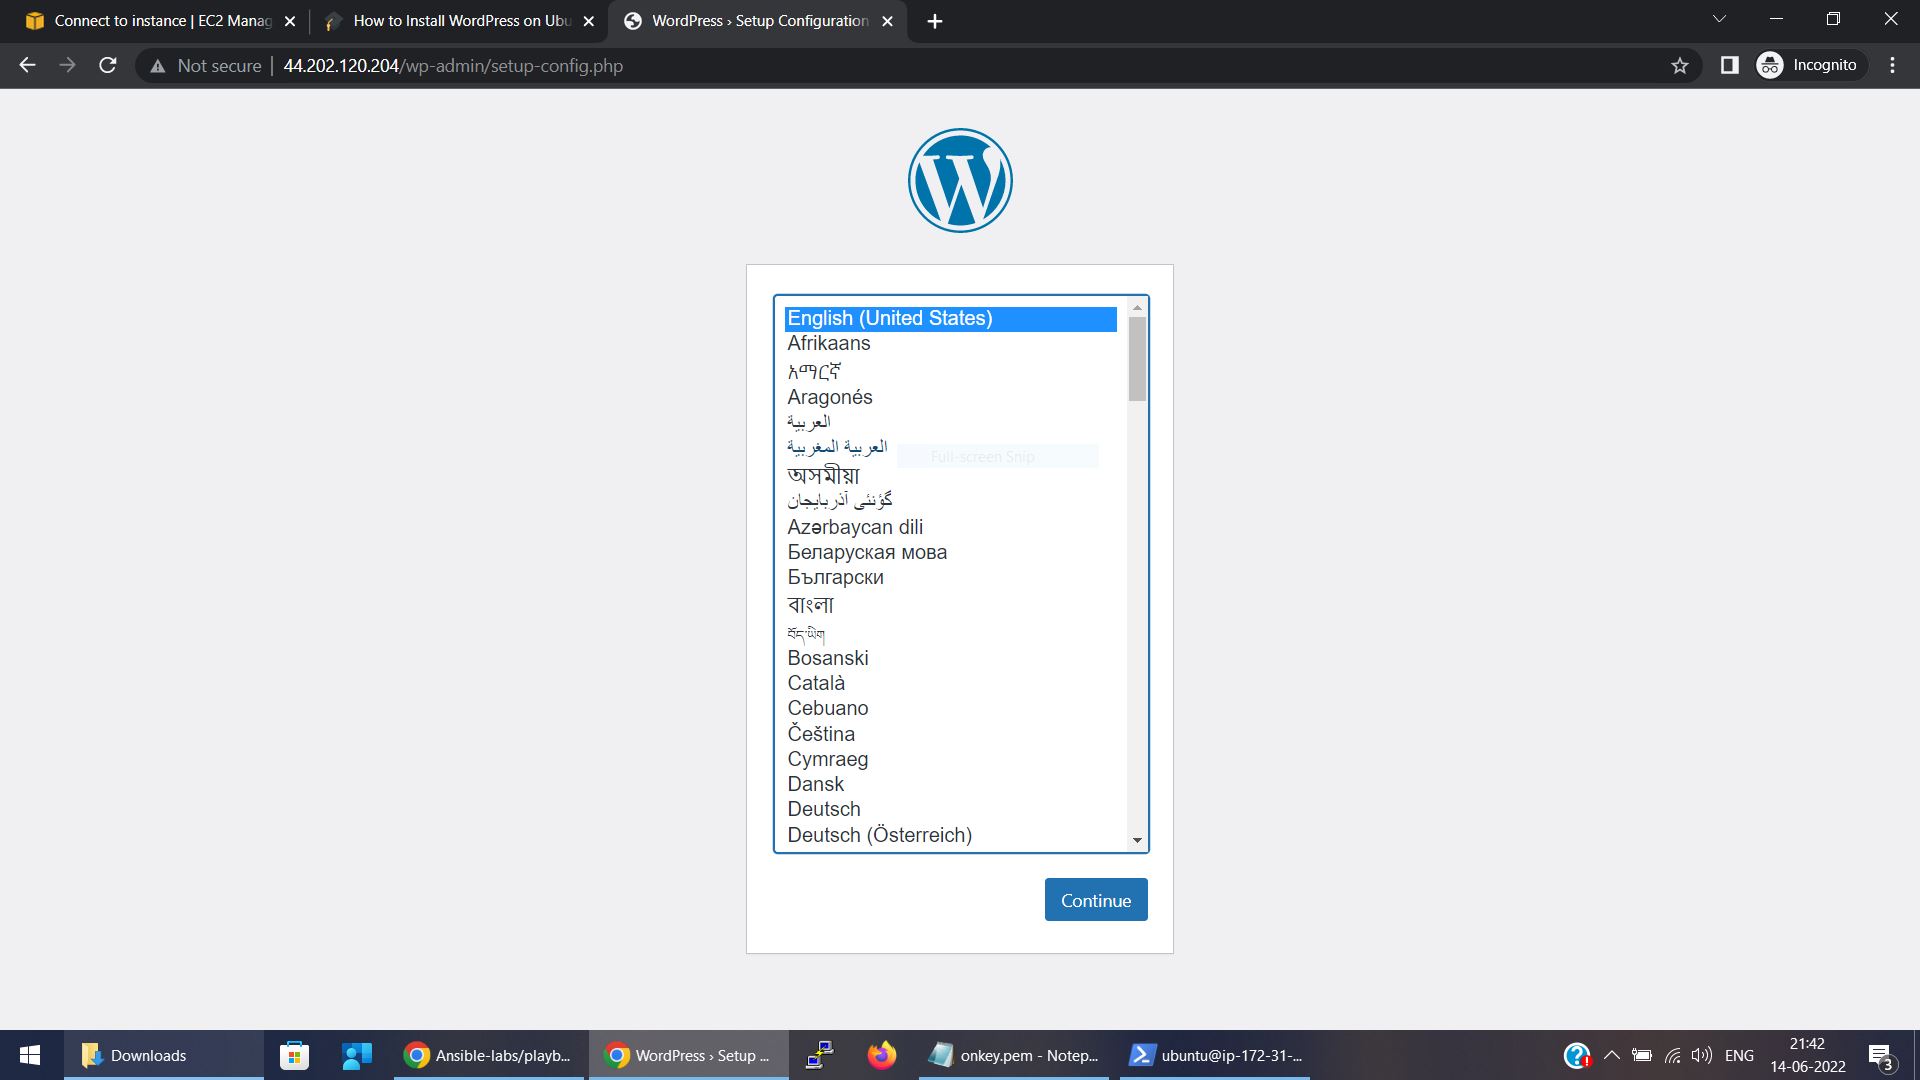 Connect to instance | EC2 Manag
How to Install WordPress on Ubu
WordPress › Setup Configuration
Not secure
44.202.120.204/wp-admin/setup-config.php
Incognito
English (United States)
Afrikaans
አማርኛ
Aragonés
العربية
العربية المغربية
Full-screen Snip
অসমীয়া
گؤنئی آذربایجان
Azərbaycan dili
Беларуская мова
Български
বাংলা
བོད་ཡིག
Bosanski
Català
Cebuano
Čeština
Cymraeg
Dansk
Deutsch
Deutsch (Österreich)
Continue
Downloads
Ansible-labs/playb...
WordPress › Setup ...
onkey.pem - Notep...
ubuntu@ip-172-31-...
ENG
21:42
14-06-2022
3